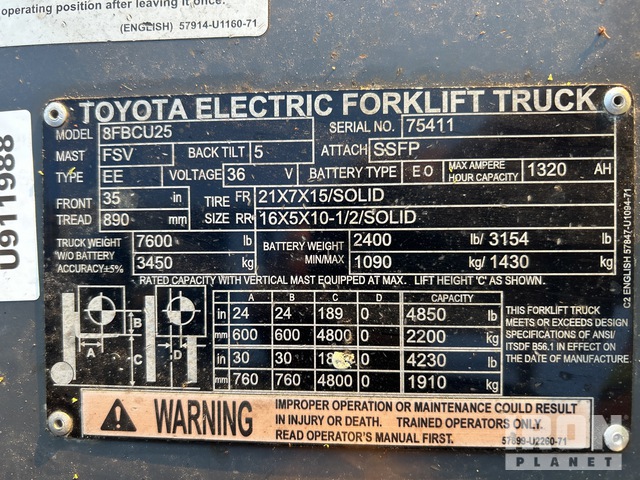 operating position after leaving it once.
(ENGLISH) 57914-U1160-71
U911988
TOYOTA ELECTRIC FORKLIFT TRUCK
MODEL 8FBCU25 SERIAL NO. 75411
MAST FSV BACK TILT 5 ATTACH SSFP
TYPE EE VOLTAGE 36 V BATTERY TYPE E O MAX AMPERE HOUR CAPACITY 1320 AH
FRONT 35 in TIRE FR 21X7X15/SOLID
TREAD 890 mm SIZE RR 16X5X10-1/2/SOLID
TRUCK WEIGHT 7600 lb BATTERY WEIGHT 2400 lb/ 3154 lb
W/O BATTERY ACCURACY±5% 3450 kg MIN/MAX 1090 kg/ 1430 kg
RATED CAPACITY WITH VERTICAL MAST EQUIPPED AT MAX. LIFT HEIGHT 'C' AS SHOWN.
A B C D CAPACITY
in 24 24 189 0 4850 lb
mm 600 600 4800 0 2200 kg
in 30 30 0 4230 lb
mm 760 760 4800 0 1910 kg
A B C D
THIS FORKLIFT TRUCK
MEETS OR EXCEEDS DESIGN
SPECIFICATIONS OF ANSI/
ITSDF B56.1 IN EFFECT ON
THE DATE OF MANUFACTURE.
C2 ENGLISH 57847-U1094-71
WARNING
IMPROPER OPERATION OR MAINTENANCE COULD RESULT
IN INJURY OR DEATH. TRAINED OPERATORS ONLY.
READ OPERATOR'S MANUAL FIRST. 57899-U2260-71
IRON
PLANET